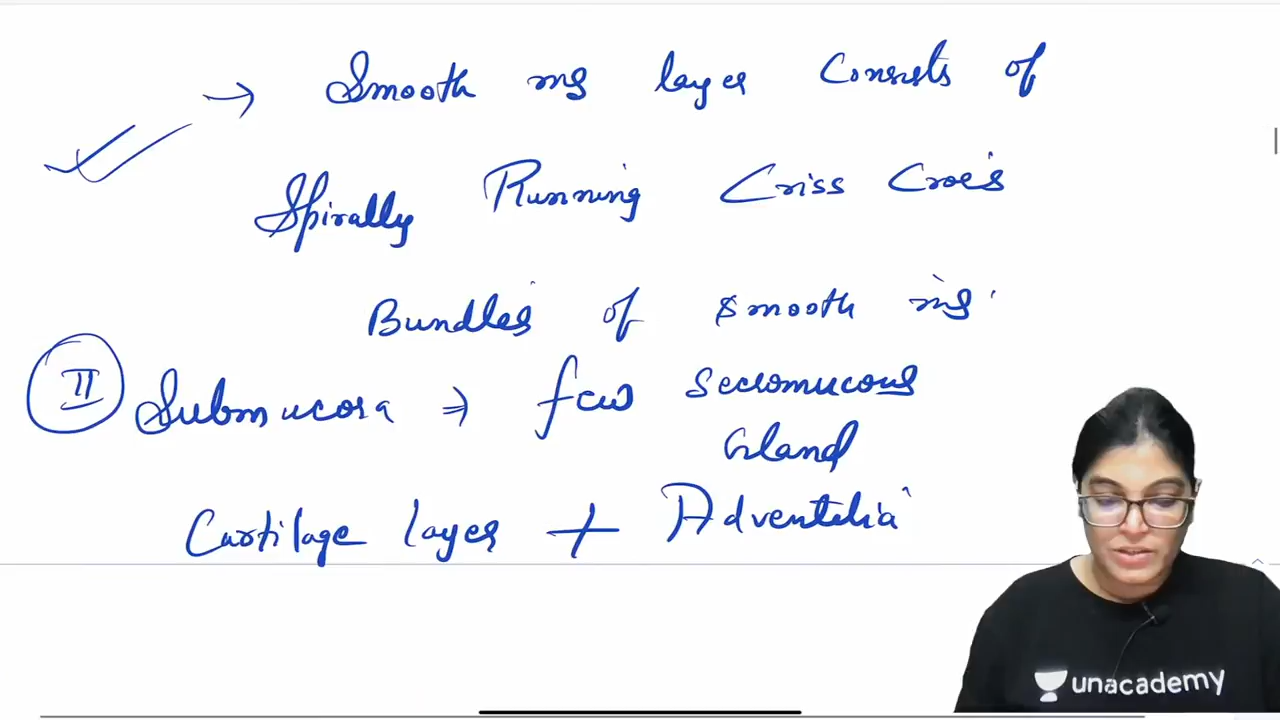 → Smooth ms layer Consists of
Spirally Running Criss Cross
Bundles of smooth ms.
II Submucosa ⇒ few Secromucous
Gland
Cartilage layer + Adventitia
unacademy